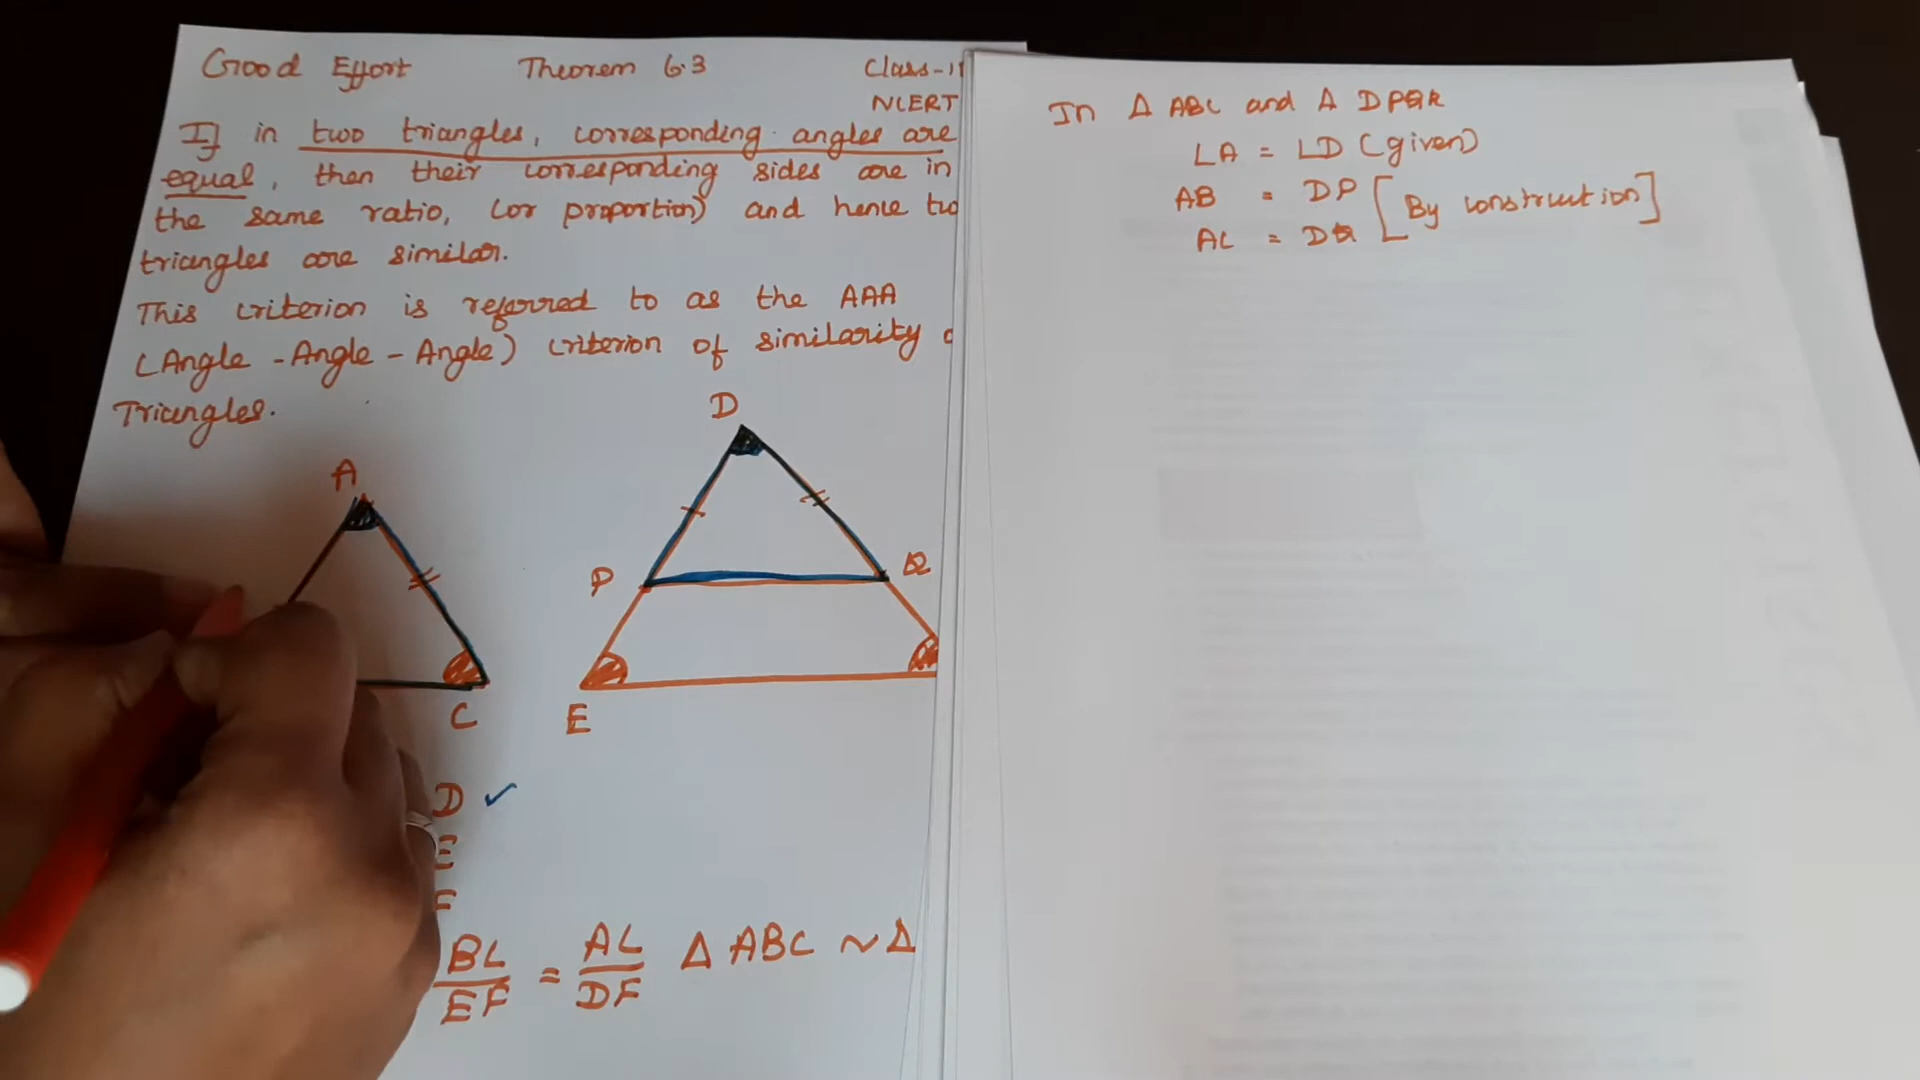 Good Effort Theorem 6.3 Class-1
NCERT
If in two triangles, corresponding angles are
equal, then their corresponding sides are in
the same ratio, (or proportion) and hence
triangles are similar.
This criterion is referred to as the AAA
(Angle - Angle - Angle) criterion of similarity
Triangles.
A
C
D
P
Q
E
D ✓
E
F
BC/EF = AC/DF Δ ABC ~ Δ
In Δ ABC and Δ DPQR
∠A = ∠D (given)
AB = DP [By construction]
AC = DQ